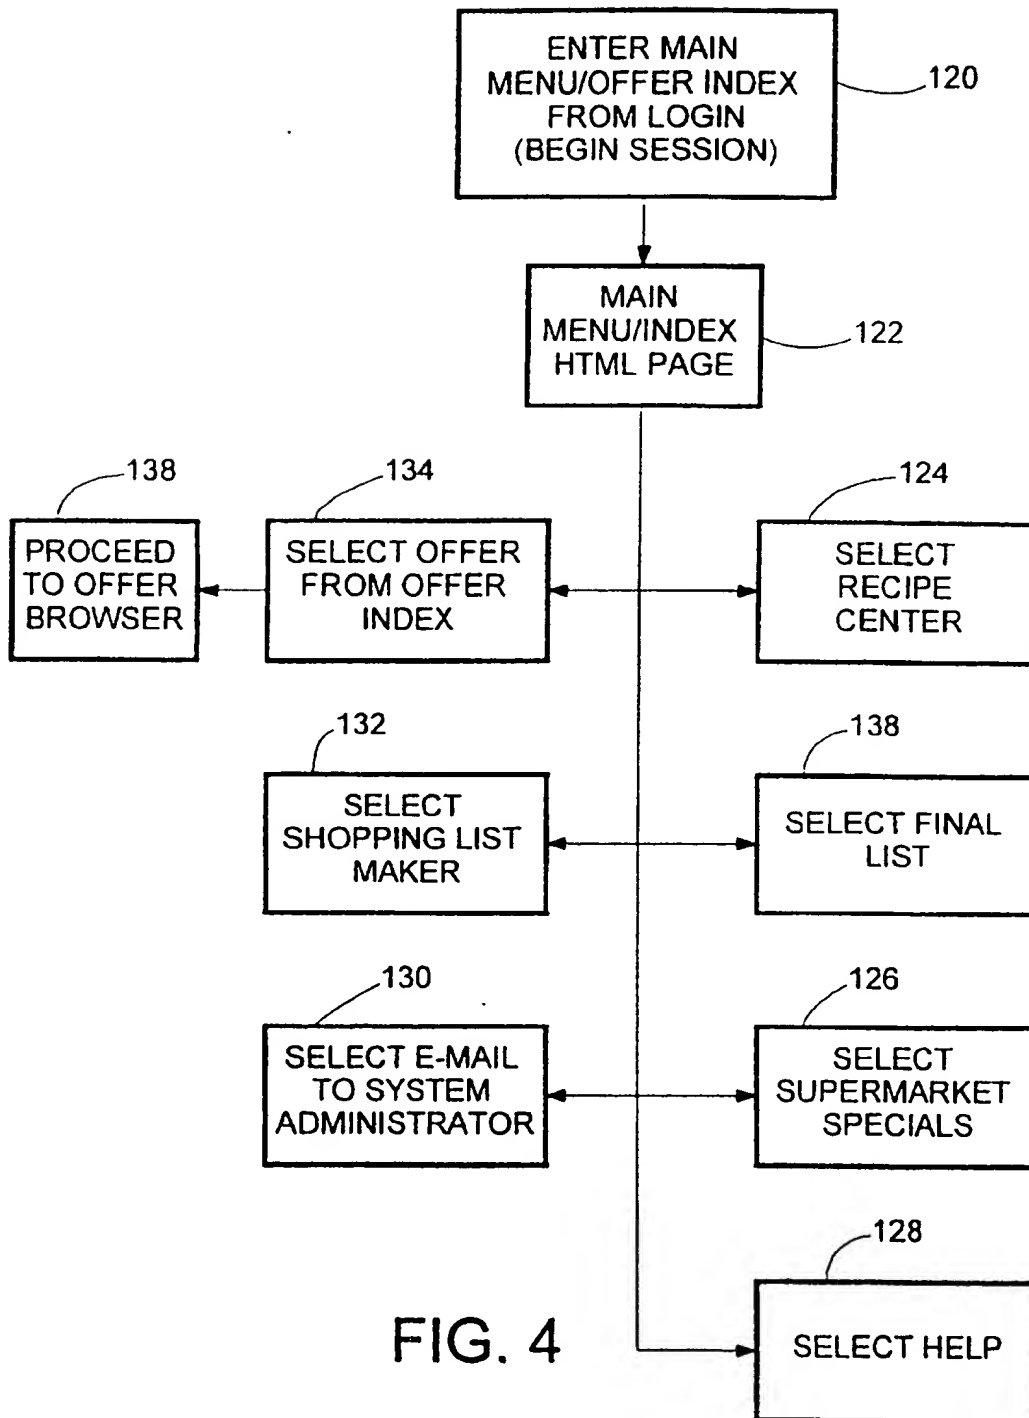 ENTER MAIN
MENU/OFFER INDEX
FROM LOGIN
(BEGIN SESSION)
120
MAIN
MENU/INDEX
HTML PAGE
122
138
PROCEED
TO OFFER
BROWSER
134
SELECT OFFER
FROM OFFER
INDEX
124
SELECT
RECIPE
CENTER
132
SELECT
SHOPPING LIST
MAKER
138
SELECT FINAL
LIST
130
SELECT E-MAIL
TO SYSTEM
ADMINISTRATOR
126
SELECT
SUPERMARKET
SPECIALS
128
SELECT HELP
FIG. 4